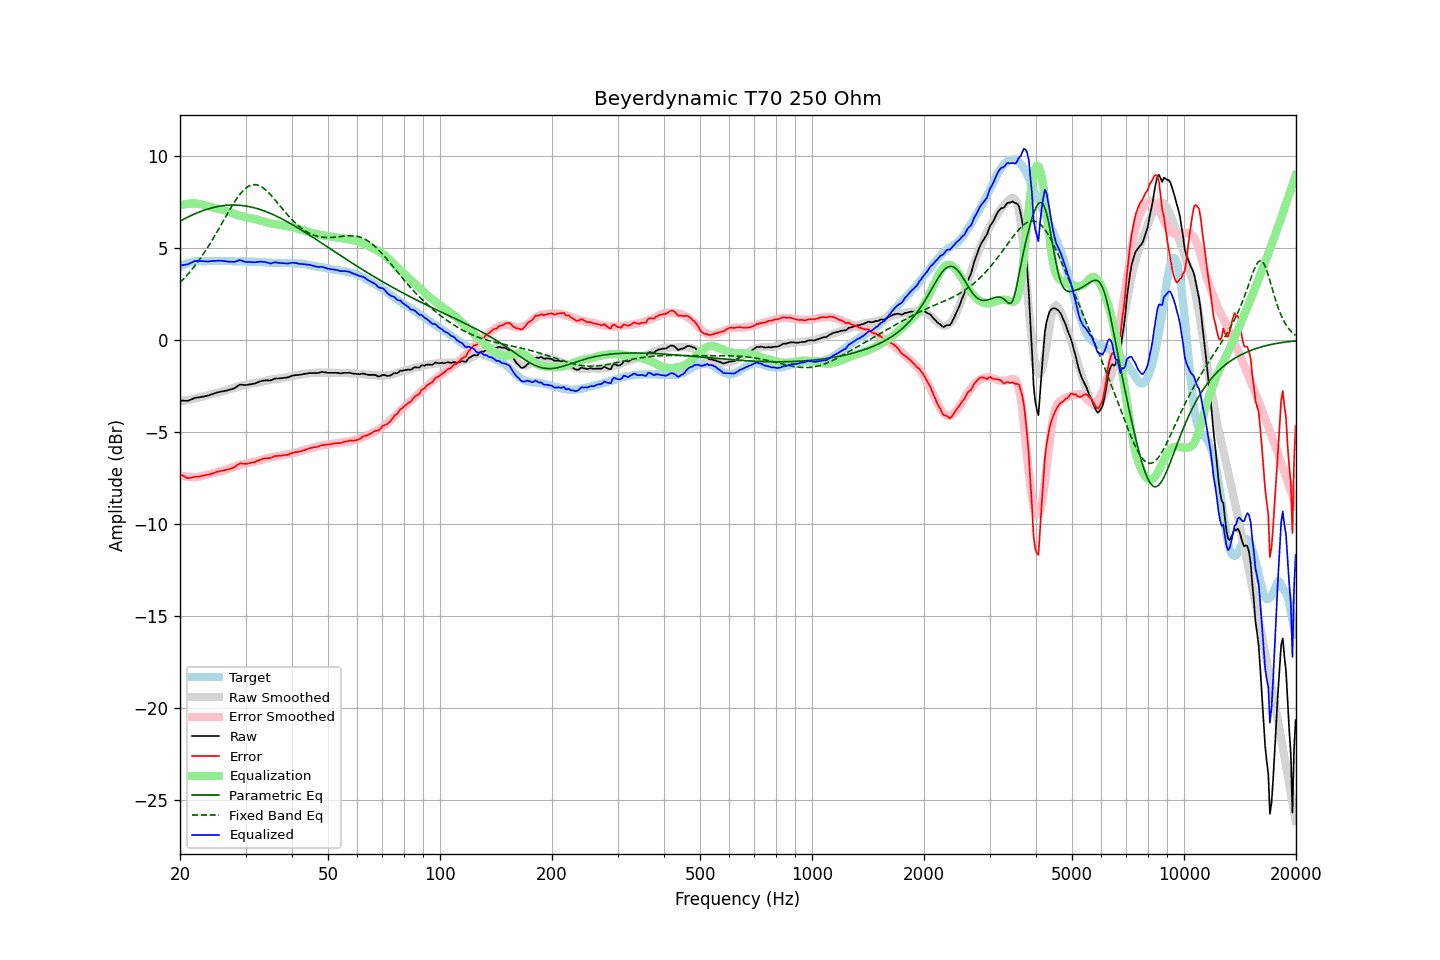 Beyerdynamic T70 250 Ohm
Amplitude (dBr)
10
5
0
−5
−10
−15
−20
−25
Target
Raw Smoothed
Error Smoothed
Raw
Error
Equalization
Parametric Eq
Fixed Band Eq
Equalized
20 50 100 200 500 1000 2000 5000 10000 20000
Frequency (Hz)